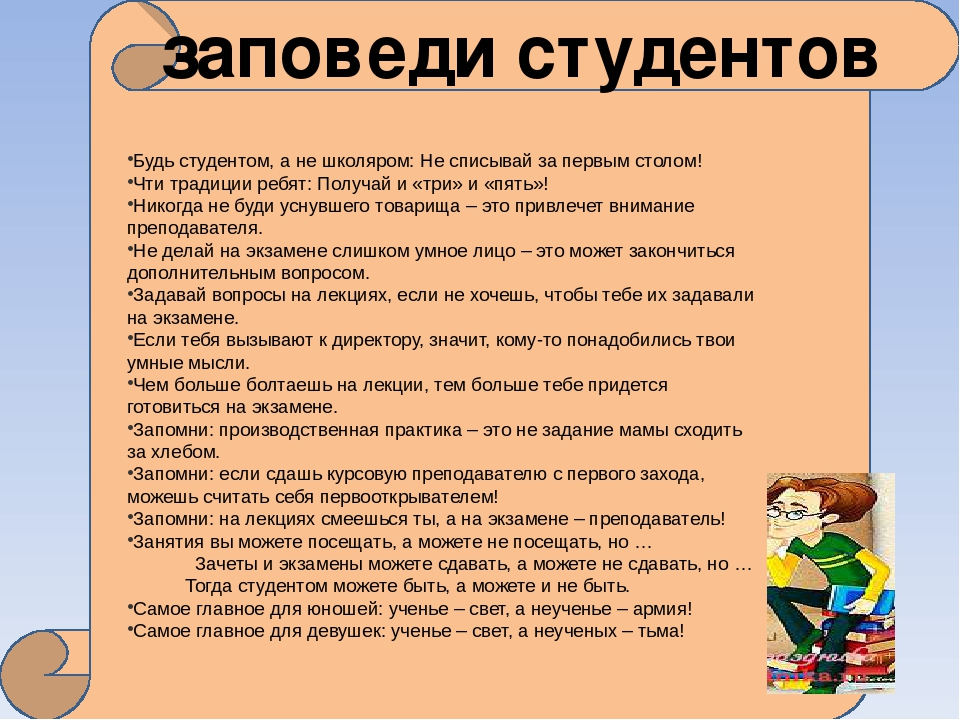 заповеди студентов
•Будь студентом, а не школяром: Не списывай за первым столом!
•Чти традиции ребят: Получай и «три» и «пять»!
•Никогда не буди уснувшего товарища – это привлечет внимание
преподавателя.
•Не делай на экзамене слишком умное лицо – это может закончиться
дополнительным вопросом.
•Задавай вопросы на лекциях, если не хочешь, чтобы тебе их задавали
на экзамене.
•Если тебя вызывают к директору, значит, кому-то понадобились твои
умные мысли.
•Чем больше болтаешь на лекции, тем больше тебе придется
готовиться на экзамене.
•Запомни: производственная практика – это не задание мамы сходить
за хлебом.
•Запомни: если сдашь курсовую преподавателю с первого захода,
можешь считать себя первооткрывателем!
•Запомни: на лекциях смеешься ты, а на экзамене – преподаватель!
•Занятия вы можете посещать, а можете не посещать, но …
Зачеты и экзамены можете сдавать, а можете не сдавать, но …
Тогда студентом можете быть, а можете и не быть.
•Самое главное для юношей: ученье – свет, а неученье – армия!
•Самое главное для девушек: ученье – свет, а неученых – тьма!